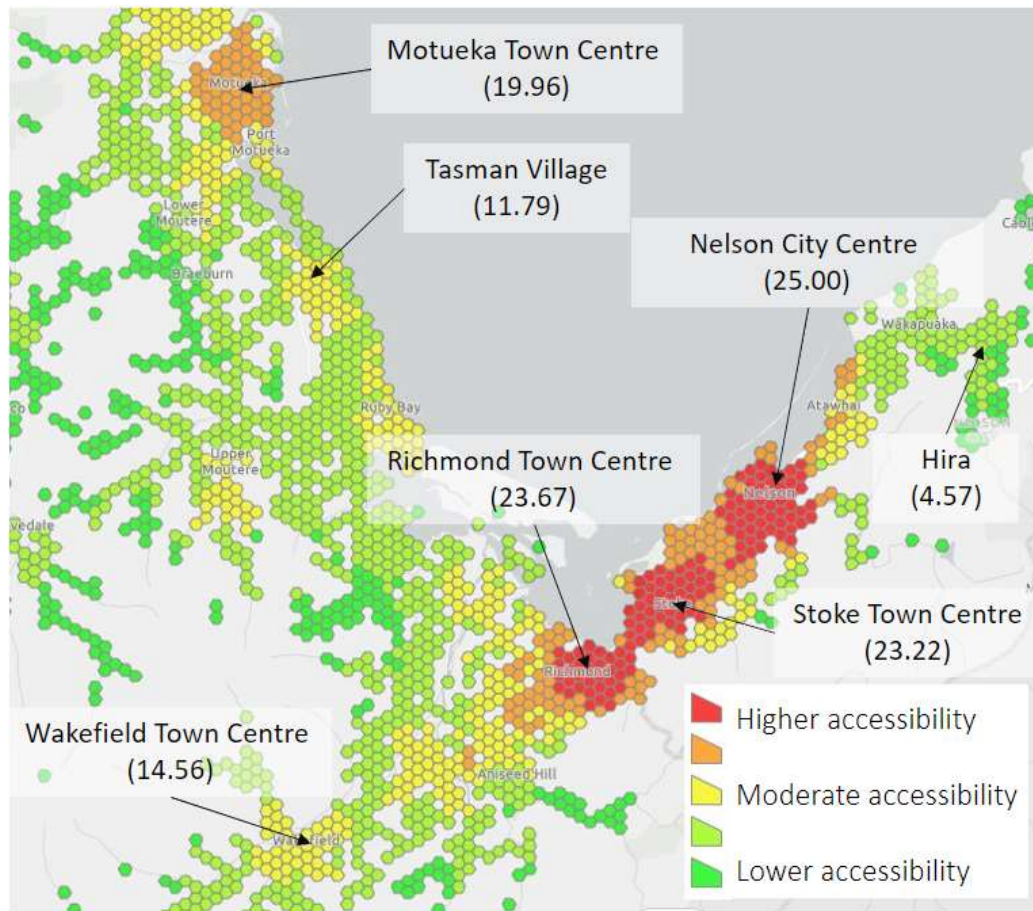 Motueka Town Centre
(19.96)
Motueka
Port
Motueka
Tasman Village
(11.79)
Lower
Moutere
Braeburn
Nelson City Centre
(25.00)
Wakapuaka
Ruby Bay
Atawhai
Upper
Moutere
Richmond Town Centre
(23.67)
Nelson
Hira
(4.57)
Stoke Town Centre
(23.22)
Richmond
Wakefield Town Centre
(14.56)
Aniseed Hill
Wakefield
Higher accessibility
Moderate accessibility
Lower accessibility